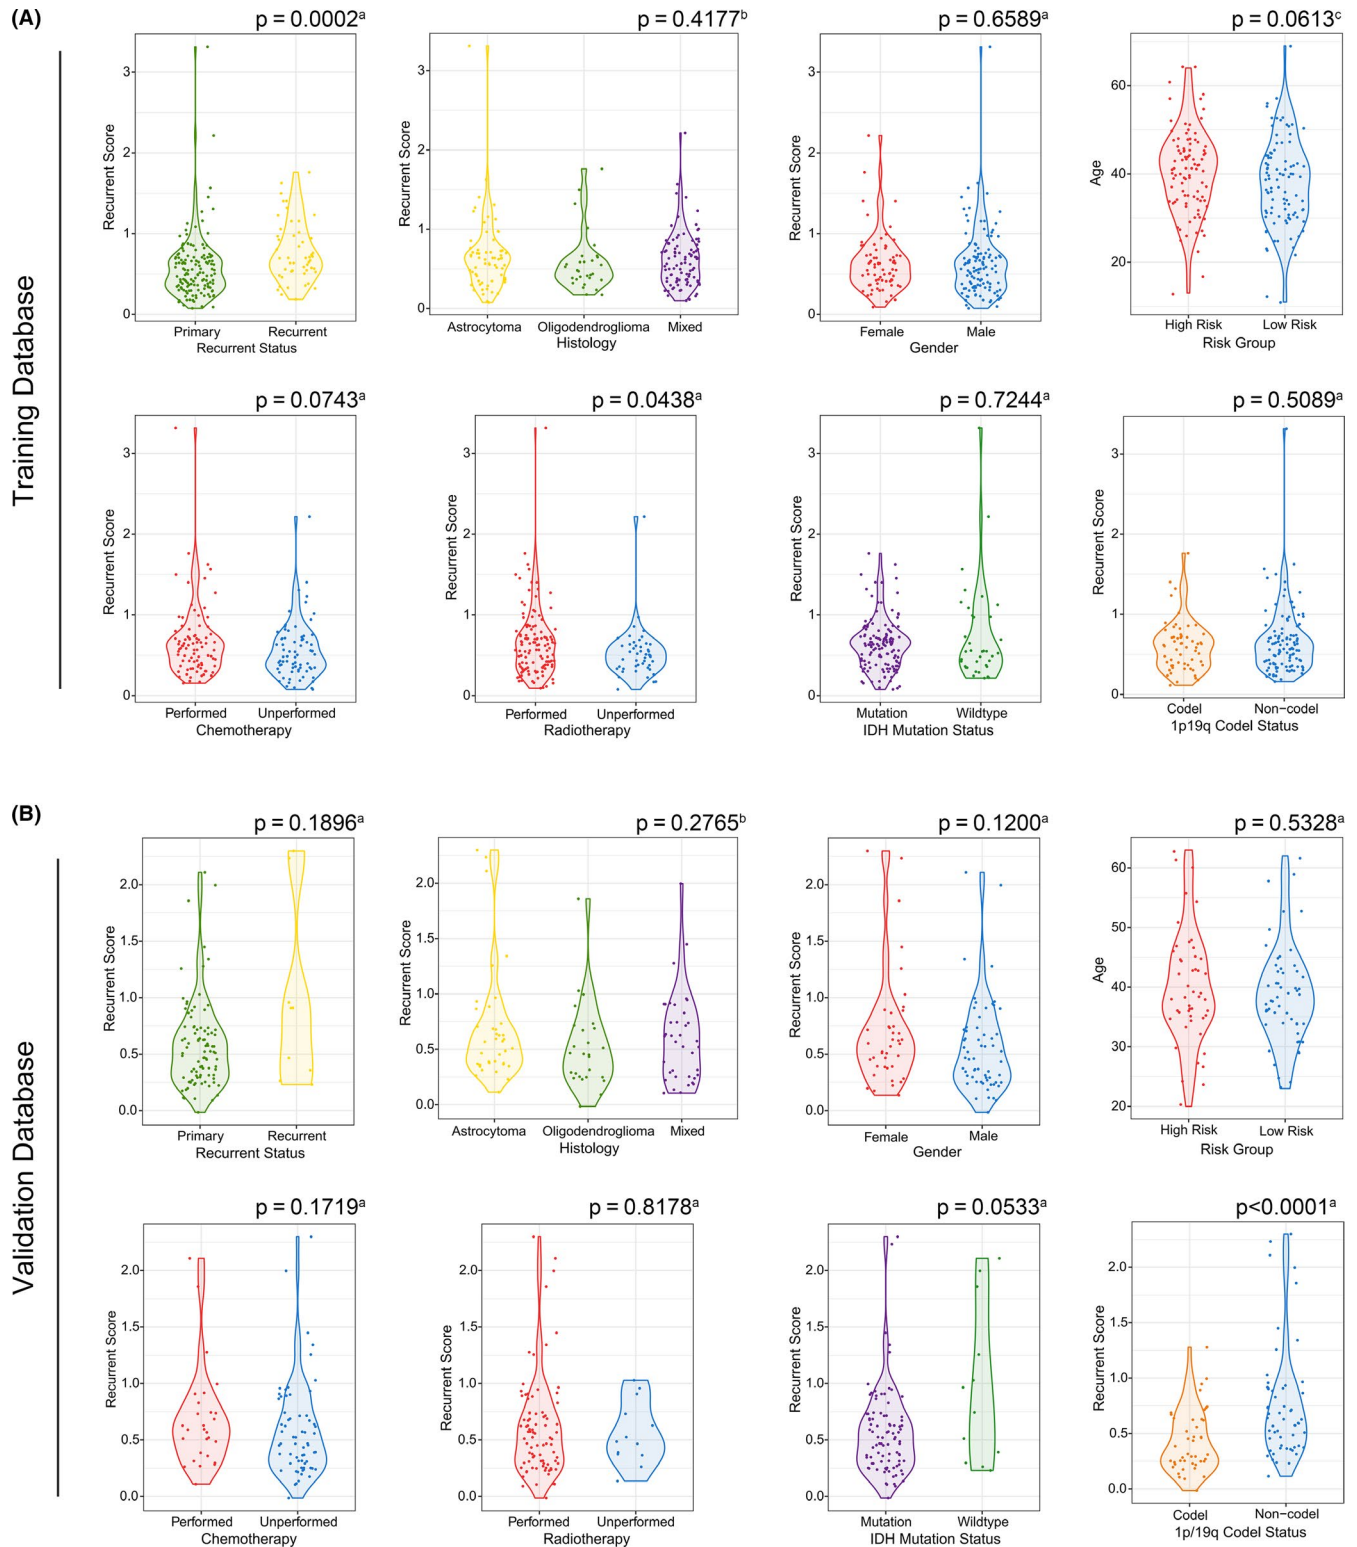 (A)
Training Database
p = 0.0002a
Recurrent Score
3
2
1
0
Primary
Recurrent
Recurrent Status
p = 0.4177b
Recurrent Score
3
2
1
0
Astrocytoma
Oligodendroglioma
Mixed
Histology
p = 0.6589a
Recurrent Score
3
2
1
0
Female
Male
Gender
p = 0.0613c
Age
60
40
20
High Risk
Low Risk
Risk Group
p = 0.0743a
Recurrent Score
3
2
1
0
Performed
Unperformed
Chemotherapy
p = 0.0438a
Recurrent Score
3
2
1
0
Performed
Unperformed
Radiotherapy
p = 0.7244a
Recurrent Score
3
2
1
0
Mutation
Wildtype
IDH Mutation Status
p = 0.5089a
Recurrent Score
3
2
1
0
Codel
Non−codel
1p19q Codel Status
(B)
Validation Database
p = 0.1896a
Recurrent Score
2.0
1.5
1.0
0.5
0.0
Primary
Recurrent
Recurrent Status
p = 0.2765b
Recurrent Score
2.0
1.5
1.0
0.5
0.0
Astrocytoma
Oligodendroglioma
Mixed
Histology
p = 0.1200a
Recurrent Score
2.0
1.5
1.0
0.5
0.0
Female
Male
Gender
p = 0.5328a
Age
60
50
40
30
20
High Risk
Low Risk
Risk Group
p = 0.1719a
Recurrent Score
2.0
1.5
1.0
0.5
0.0
Performed
Unperformed
Chemotherapy
p = 0.8178a
Recurrent Score
2.0
1.5
1.0
0.5
0.0
Performed
Unperformed
Radiotherapy
p = 0.0533a
Recurrent Score
2.0
1.5
1.0
0.5
0.0
Mutation
Wildtype
IDH Mutation Status
p<0.0001a
Recurrent Score
2.0
1.5
1.0
0.5
0.0
Codel
Non−codel
1p/19q Codel Status